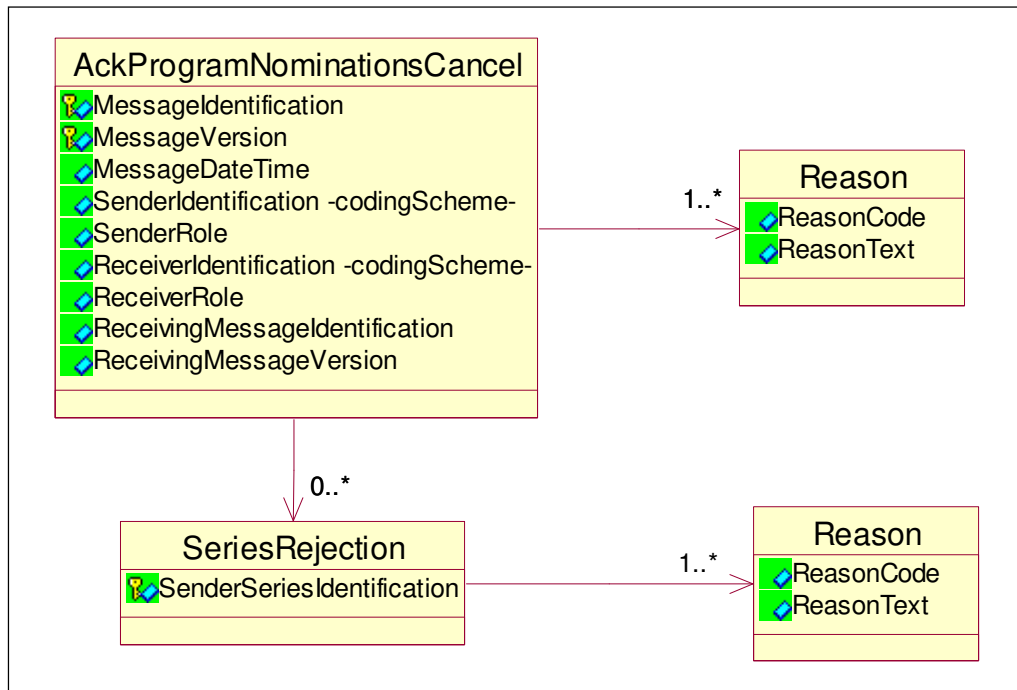 AckProgramNominationsCancel
MessageIdentification
MessageVersion
MessageDateTime
SenderIdentification -codingScheme-
SenderRole
ReceiverIdentification -codingScheme-
ReceiverRole
ReceivingMessageIdentification
ReceivingMessageVersion
1..*
Reason
ReasonCode
ReasonText
0..*
SeriesRejection
SenderSeriesIdentification
1..*
Reason
ReasonCode
ReasonText